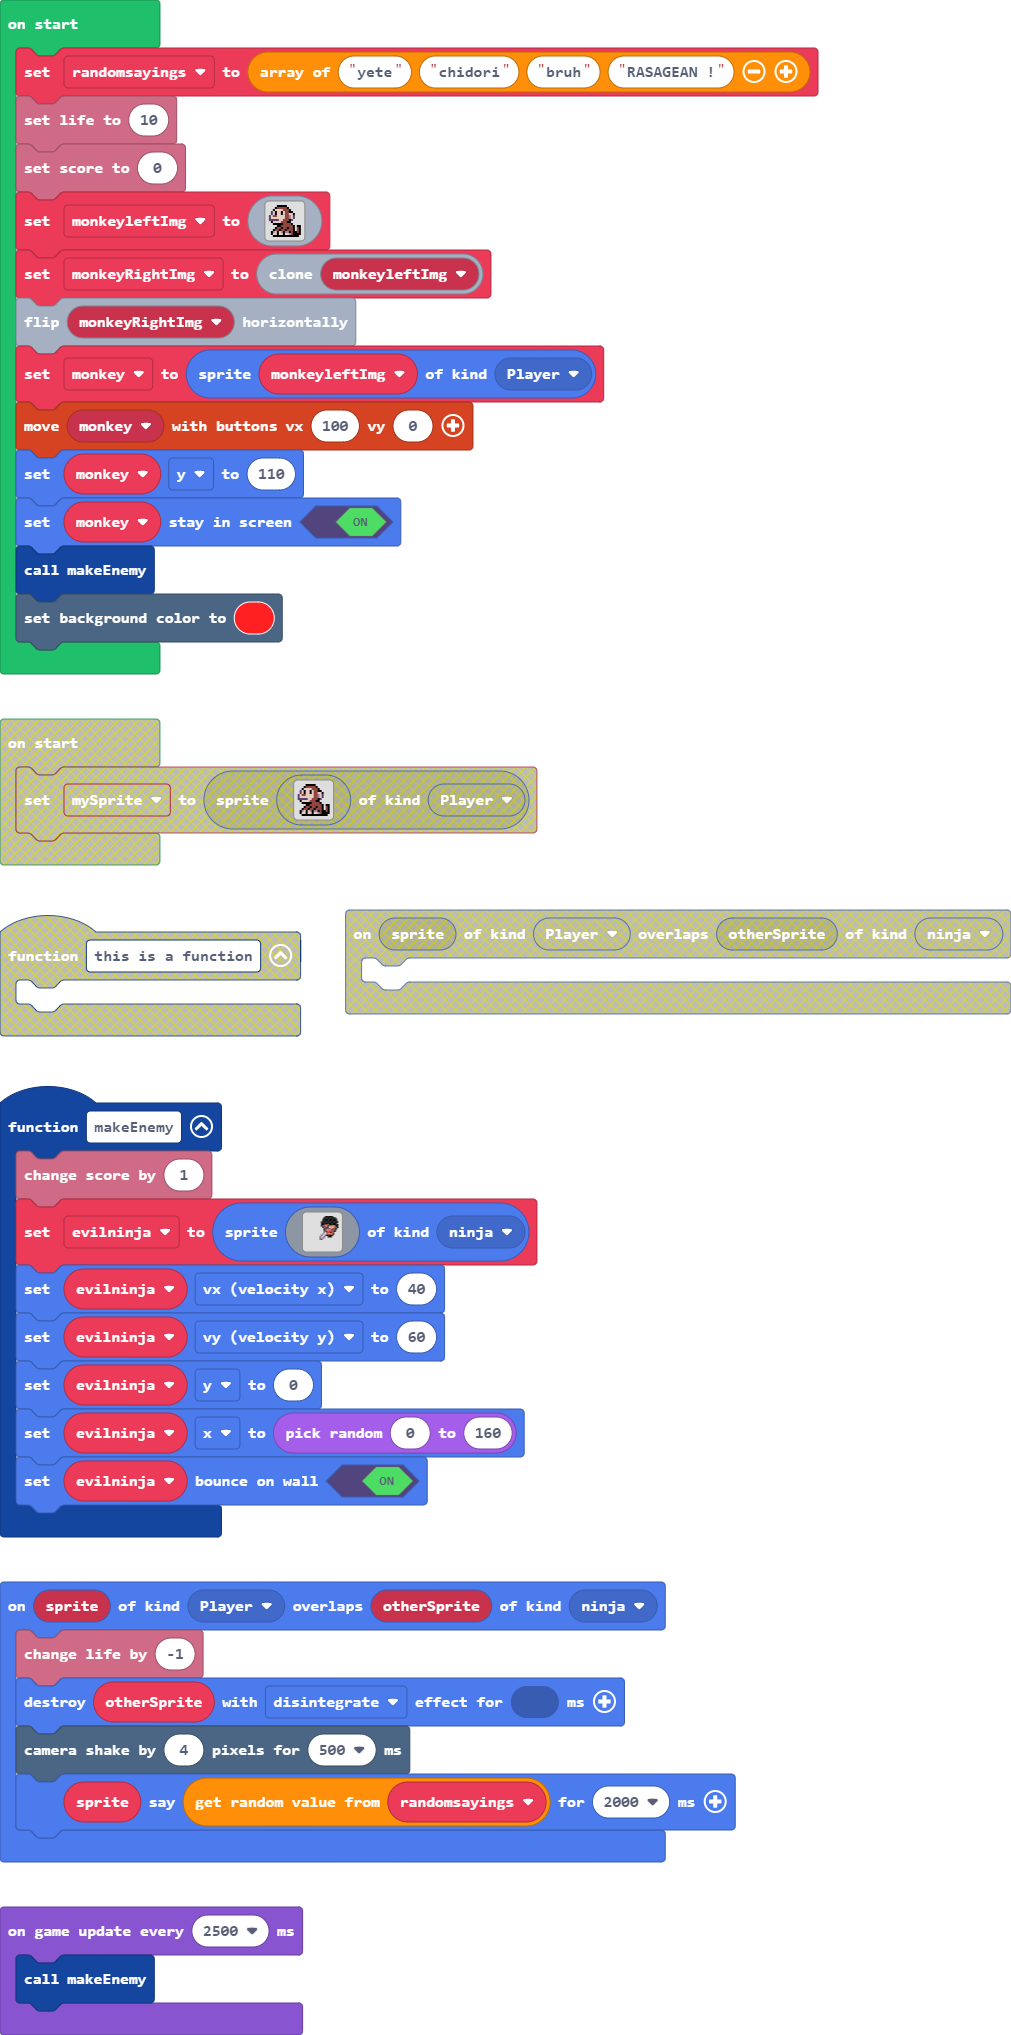 on start
set randomsayings to array of "yete" "chidori" "bruh" "RASAGEAN !"
set life to 10
set score to 0
set monkeyleftImg to
set monkeyRightImg to clone monkeyleftImg
flip monkeyRightImg horizontally
set monkey to sprite monkeyleftImg of kind Player
move monkey with buttons vx 100 vy 0
set monkey y to 110
set monkey stay in screen ON
call makeEnemy
set background color to
on start
set mySprite to sprite of kind Player
function this is a function
on sprite of kind Player overlaps otherSprite of kind ninja
function makeEnemy
change score by 1
set evilninja to sprite of kind ninja
set evilninja vx (velocity x) to 40
set evilninja vy (velocity y) to 60
set evilninja y to 0
set evilninja x to pick random 0 to 160
set evilninja bounce on wall ON
on sprite of kind Player overlaps otherSprite of kind ninja
change life by -1
destroy otherSprite with disintegrate effect for ms
camera shake by 4 pixels for 500 ms
sprite say get random value from randomsayings for 2000 ms
on game update every 2500 ms
call makeEnemy